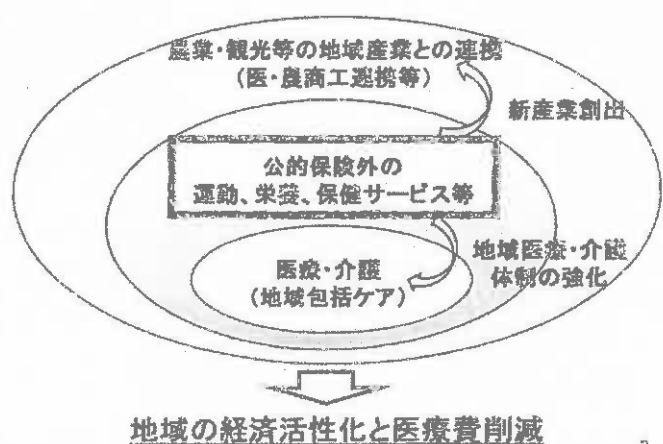 農業・観光等の地域産業との連携
(医・農商工連携等)
新産業創出
公的保険外の
運動、栄養、保健サービス等
医療・介護
(地域包括ケア)
地域医療・介護
体制の強化
地域の経済活性化と医療費削減